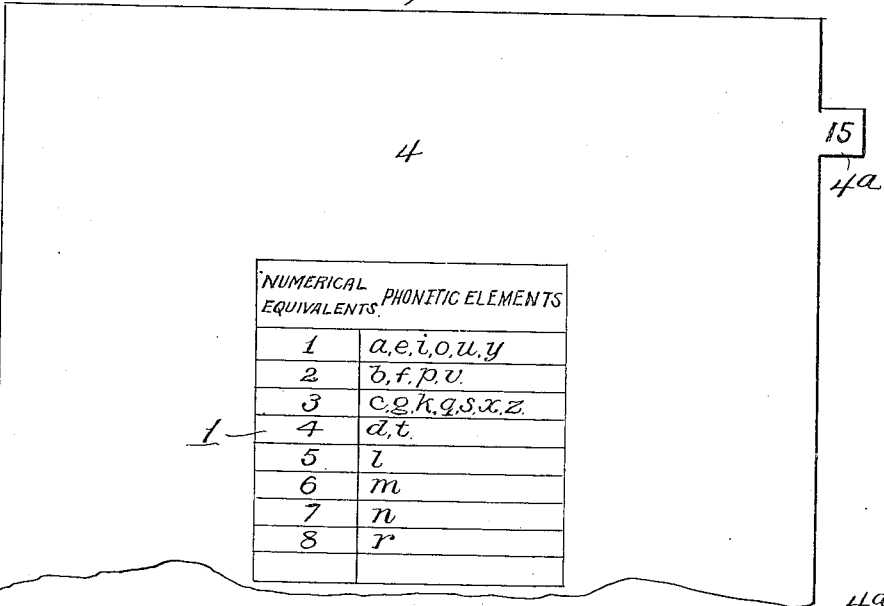 4
15
4a
NUMERICAL EQUIVALENTS. PHONETIC ELEMENTS
1 a,e,i,o,u,y
2 b,f,p,v.
3 c,g,k,q,s,x,z.
1 4 d,t.
5 l
6 m
7 n
8 r
4a